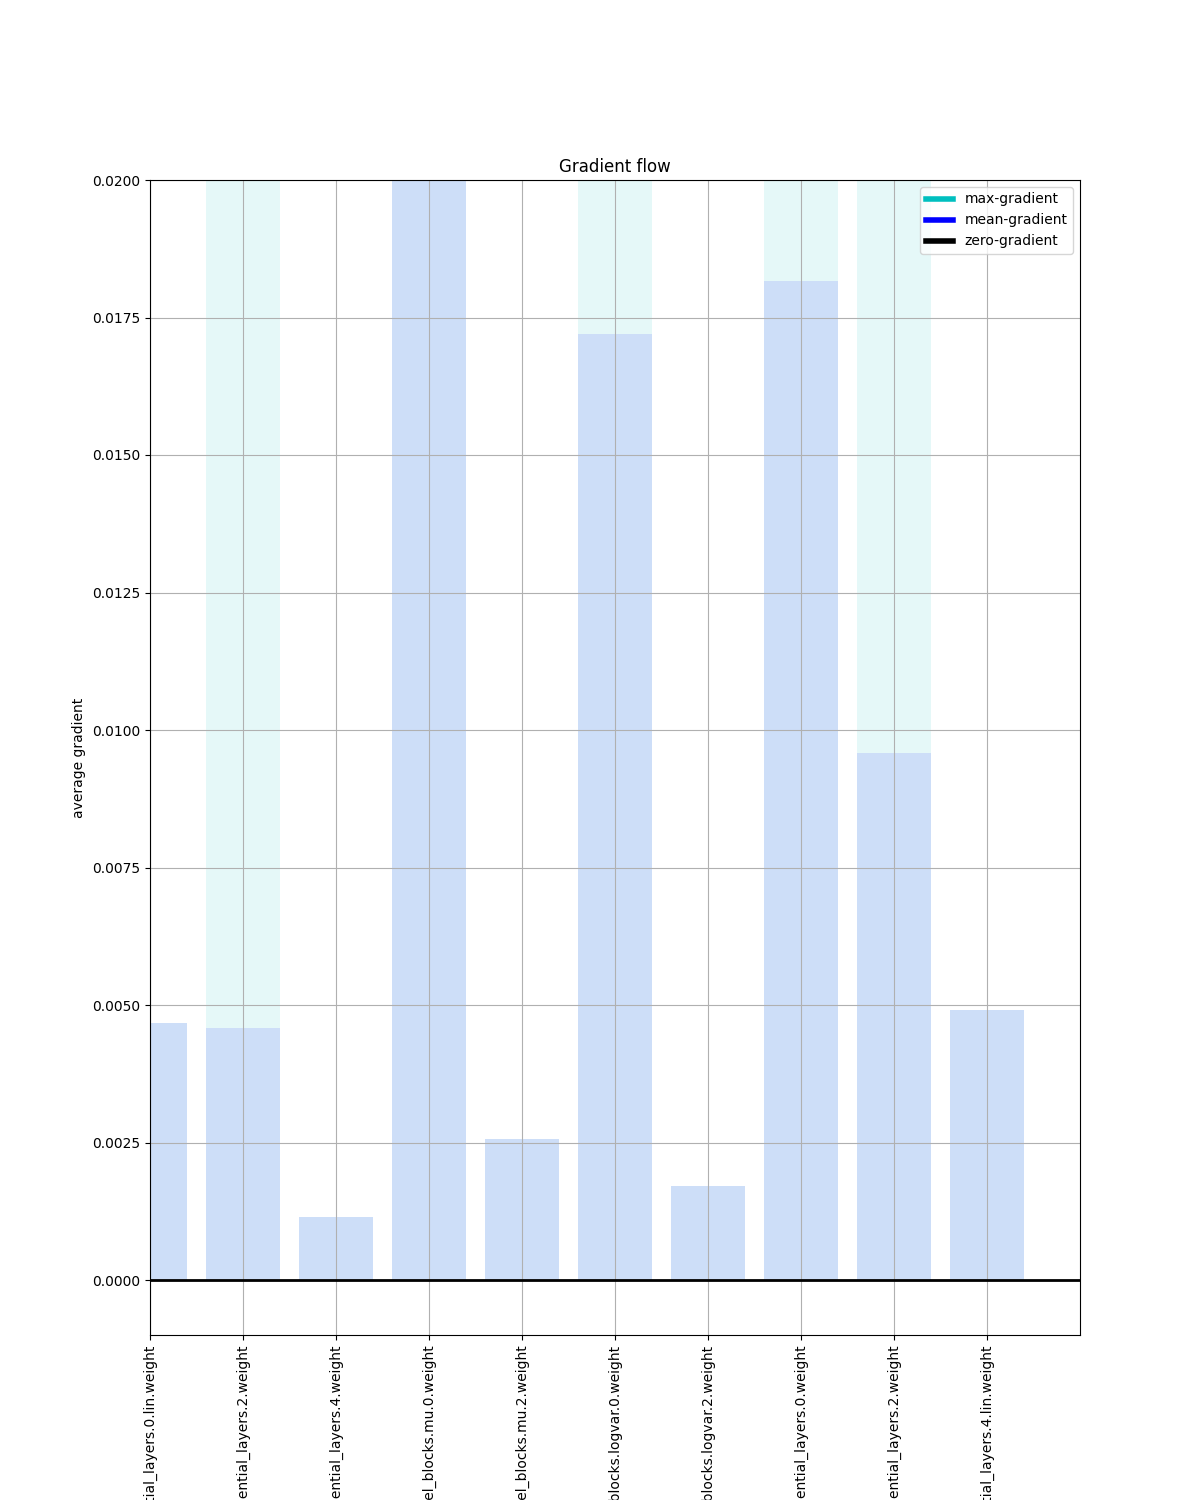 Gradient flow
max-gradient
mean-gradient
zero-gradient
average gradient
0.0200
0.0175
0.0150
0.0125
0.0100
0.0075
0.0050
0.0025
0.0000
tial_layers.0.lin.weight
ential_layers.2.weight
ential_layers.4.weight
el_blocks.mu.0.weight
el_blocks.mu.2.weight
blocks.logvar.0.weight
blocks.logvar.2.weight
ential_layers.0.weight
ential_layers.2.weight
tial_layers.4.lin.weight